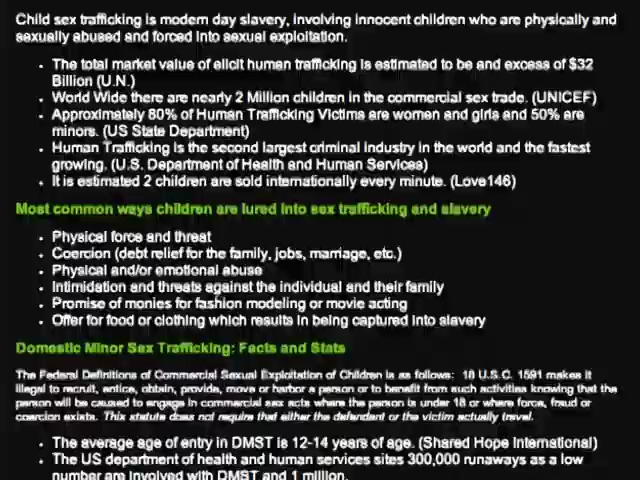 Child sex trafficking is modern day slavery, involving innocent children who are physically and
sexually abused and forced into sexual exploitation.
• The total market value of elicit human trafficking is estimated to be and excess of $32
Billion (U.N.)
• World Wide there are nearly 2 Million children in the commercial sex trade. (UNICEF)
• Approximately 80% of Human Trafficking Victims are women and girls and 50% are
minors. (US State Department)
• Human Trafficking is the second largest criminal industry in the world and the fastest
growing. (U.S. Department of Health and Human Services)
• It is estimated 2 children are sold internationally every minute. (Love146)
Most common ways children are lured into sex trafficking and slavery
• Physical force and threat
• Coercion (debt relief for the family, jobs, marriage, etc.)
• Physical and/or emotional abuse
• Intimidation and threats against the individual and their family
• Promise of monies for fashion modeling or movie acting
• Offer for food or clothing which results in being captured into slavery
Domestic Minor Sex Trafficking: Facts and Stats
The Federal Definitions of Commercial Sexual Exploitation of Children is as follows: 18 U.S.C. 1591 makes it
illegal to recruit, entice, obtain, provide, move or harbor a person or to benefit from such activities knowing that the
person will be caused to engage in commercial sex acts where the person is under 18 or where force, fraud or
coercion exists. This statute does not require that either the defendant or the victim actually travel.
• The average age of entry in DMST is 12-14 years of age. (Shared Hope International)
• The US department of health and human services sites 300,000 runaways as a low
number are involved with DMST and 1 million.